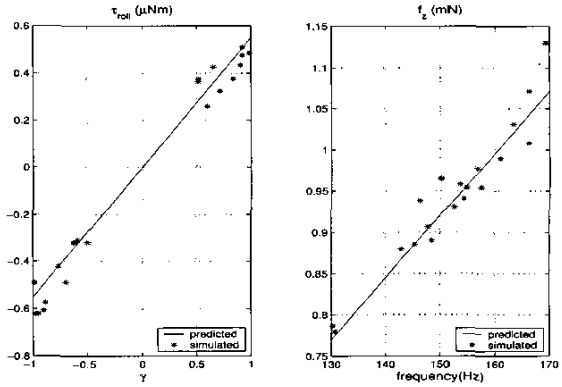 τroll (μNm)
0.6
0.4
0.2
0
−0.2
−0.4
−0.6
−0.8
−1 −0.5 0 0.5 1
γ
predicted
simulated
fz (mN)
1.15
1.1
1.05
1
0.95
0.9
0.85
0.8
0.75
130 140 150 160 170
frequency(Hz)
predicted
simulated